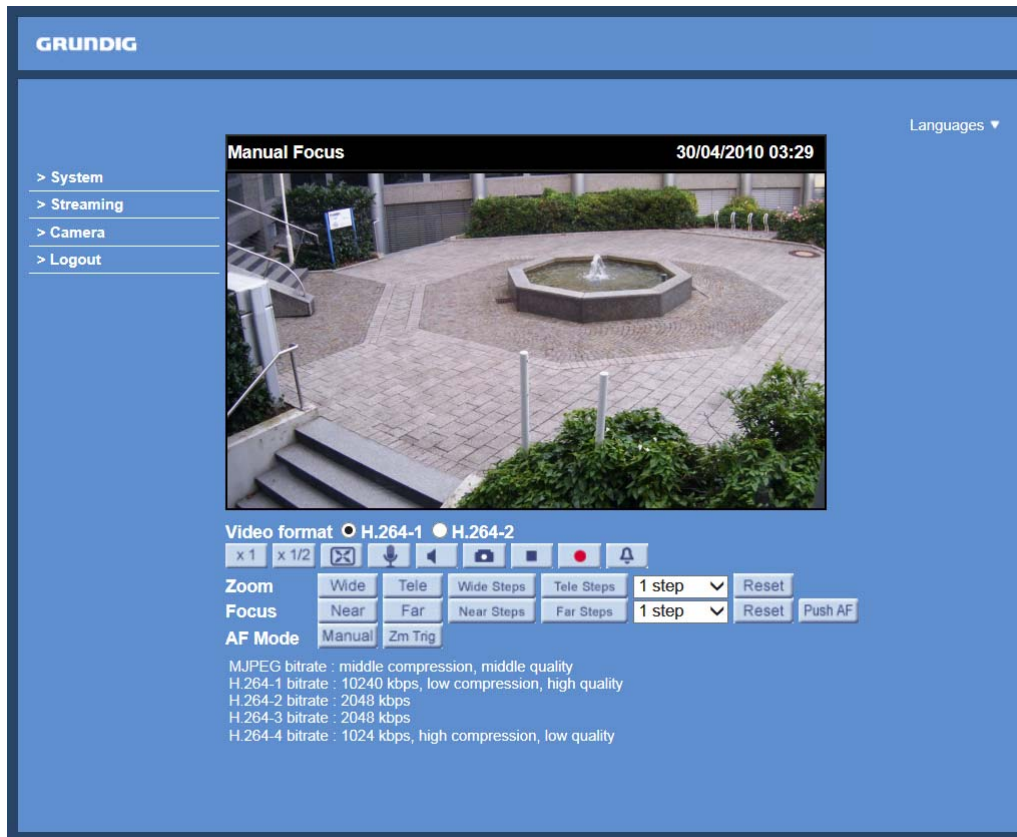 GRUNDIG
Languages ▼
Manual Focus 30/04/2010 03:29
> System
> Streaming
> Camera
> Logout
Video format H.264-1 H.264-2
x 1 x 1/2
Zoom Wide Tele Wide Steps Tele Steps 1 step Reset
Focus Near Far Near Steps Far Steps 1 step Reset Push AF
AF Mode Manual Zm Trig
MJPEG bitrate : middle compression, middle quality
H.264-1 bitrate : 10240 kbps, low compression, high quality
H.264-2 bitrate : 2048 kbps
H.264-3 bitrate : 2048 kbps
H.264-4 bitrate : 1024 kbps, high compression, low quality